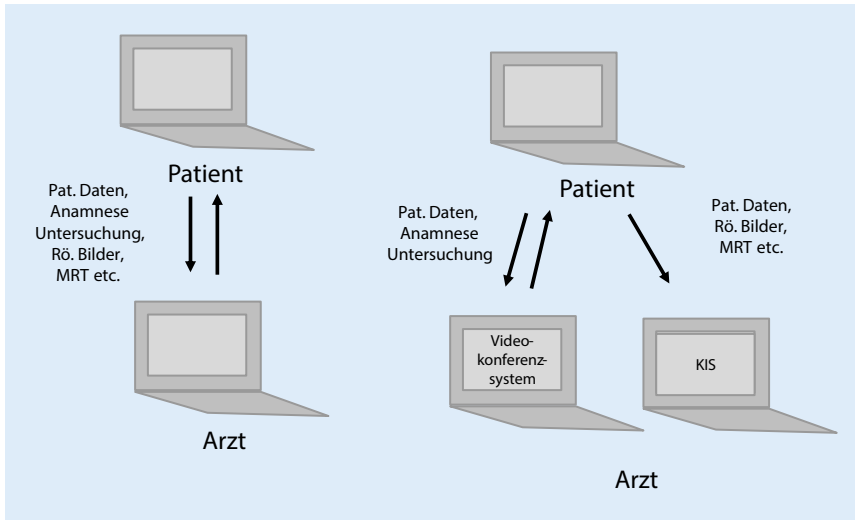 Patient
Pat. Daten,
Anamnese
Untersuchung,
Rö. Bilder,
MRT etc.
Arzt
Patient
Pat. Daten,
Anamnese
Untersuchung
Pat. Daten,
Rö. Bilder,
MRT etc.
Video-
konferenz-
system
KIS
Arzt